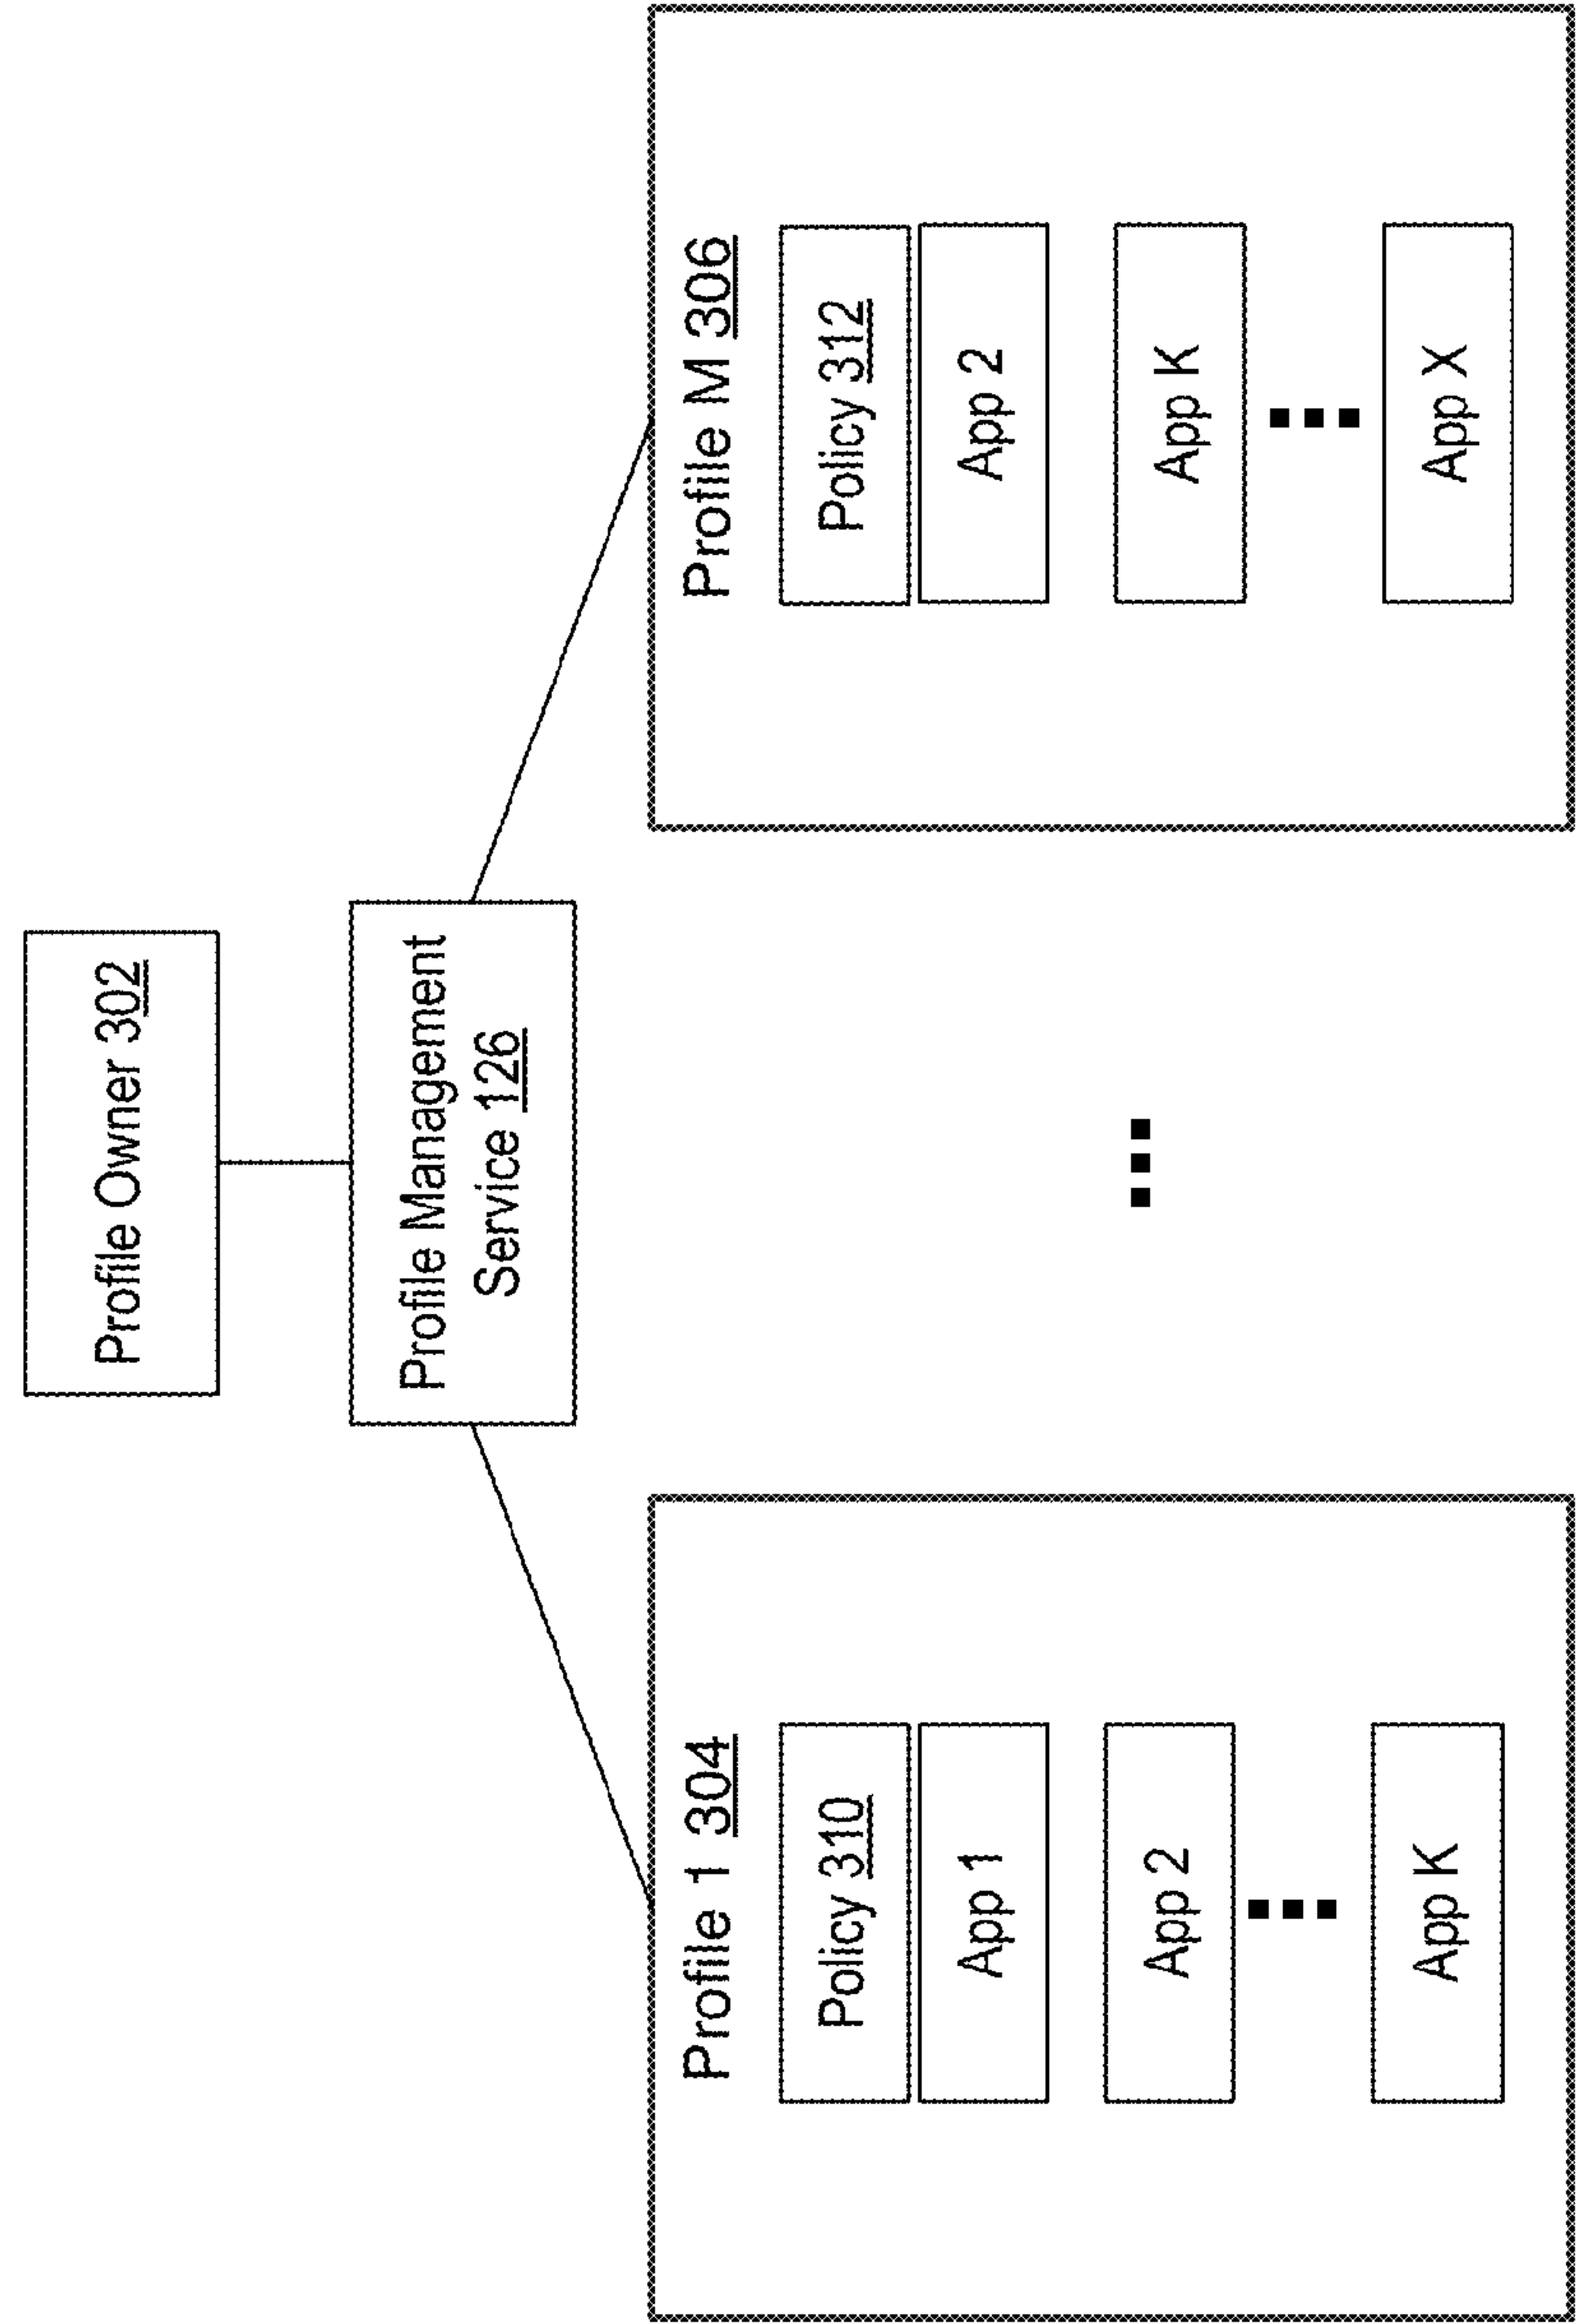 Profile Owner 302
Profile Management
Service 126
Profile 1 304
Policy 310
App 1
App 2
App K
Profile M 306
Policy 312
App 2
App K
App X